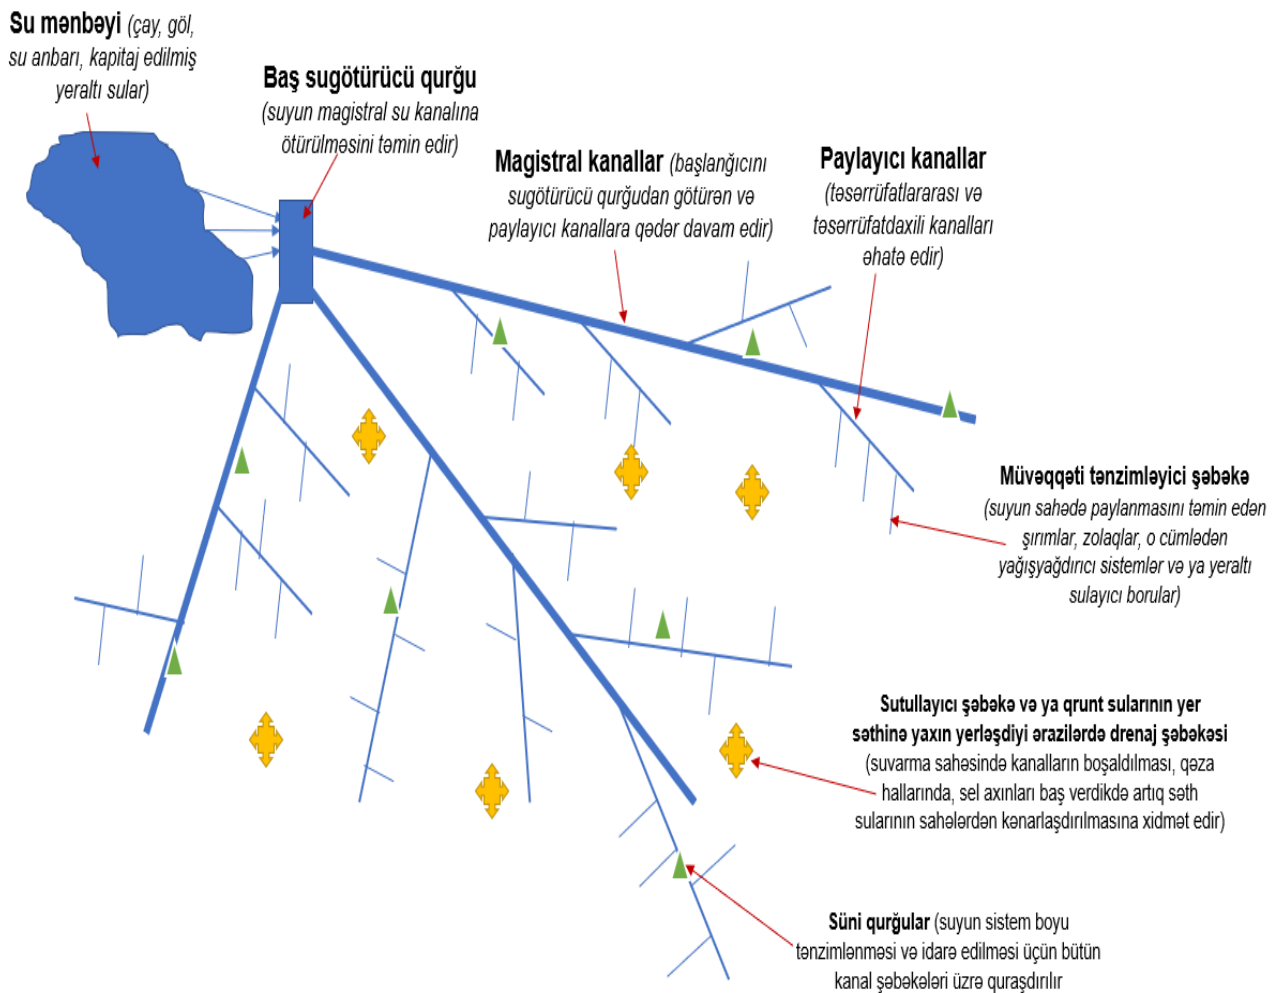 Su mənbəyi (çay, göl,
su anbarı, kapitaj edilmiş
yeraltı sular)
Baş sugötürücü qurğu
(suyun magistral su kanalına
ötürülməsini təmin edir)
Magistral kanallar (başlanğıcını
sugötürücü qurğudan götürən və
paylayıcı kanallara qədər davam edir)
Paylayıcı kanallar
(təsərrüfatlararası və
təsərrüfatdaxili kanalları
əhatə edir)
Müvəqqəti tənzimləyici şəbəkə
(suyun sahədə paylanmasını təmin edən
şırımlar, zolaqlar, o cümlədən
yağışyağdırıcı sistemlər və ya yeraltı
sulayıcı borular)
Sutullayıcı şəbəkə və ya qrunt sularının yer
səthinə yaxın yerləşdiyi ərazilərdə drenaj şəbəkəsi
(suvarma sahəsində kanalların boşaldılması, qəza
hallarında, sel axınları baş verdikdə artıq səth
sularının sahələrdən kənarlaşdırılmasına xidmət edir)
Süni qurğular (suyun sistem boyu
tənzimlənməsi və idarə edilməsi üçün bütün
kanal şəbəkələri üzrə quraşdırılır